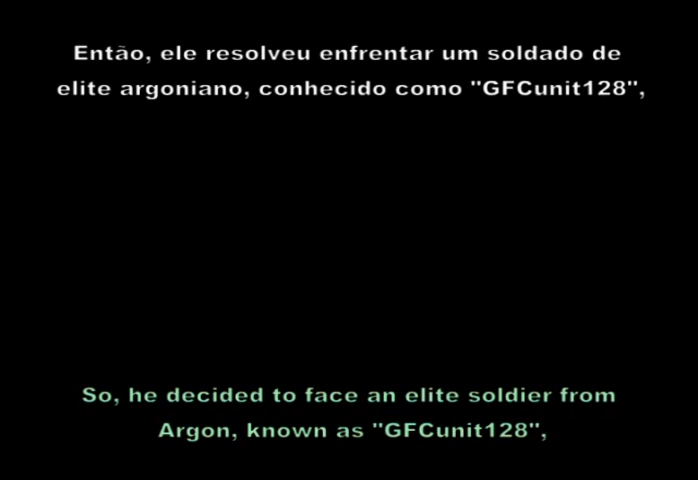 Então, ele resolveu enfrentar um soldado de
elite argoniano, conhecido como "GFCunit128",
So, he decided to face an elite soldier from
Argon, known as "GFCunit128",